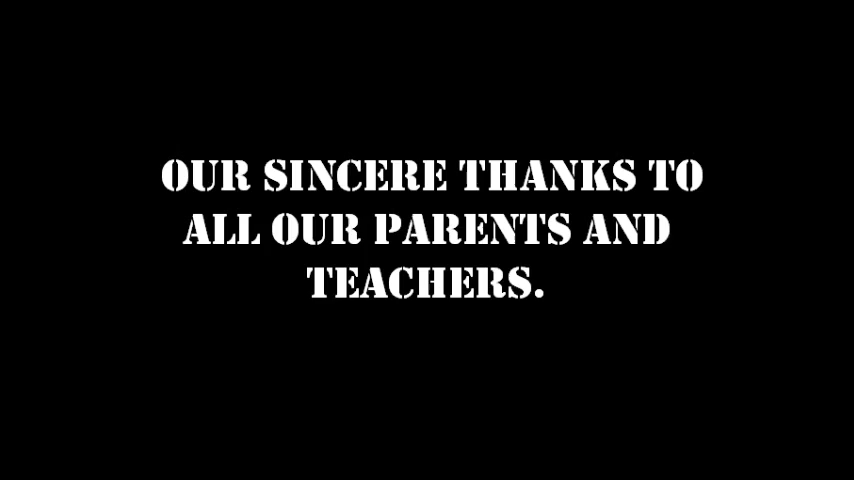 OUR SINCERE THANKS TO
ALL OUR PARENTS AND
TEACHERS.